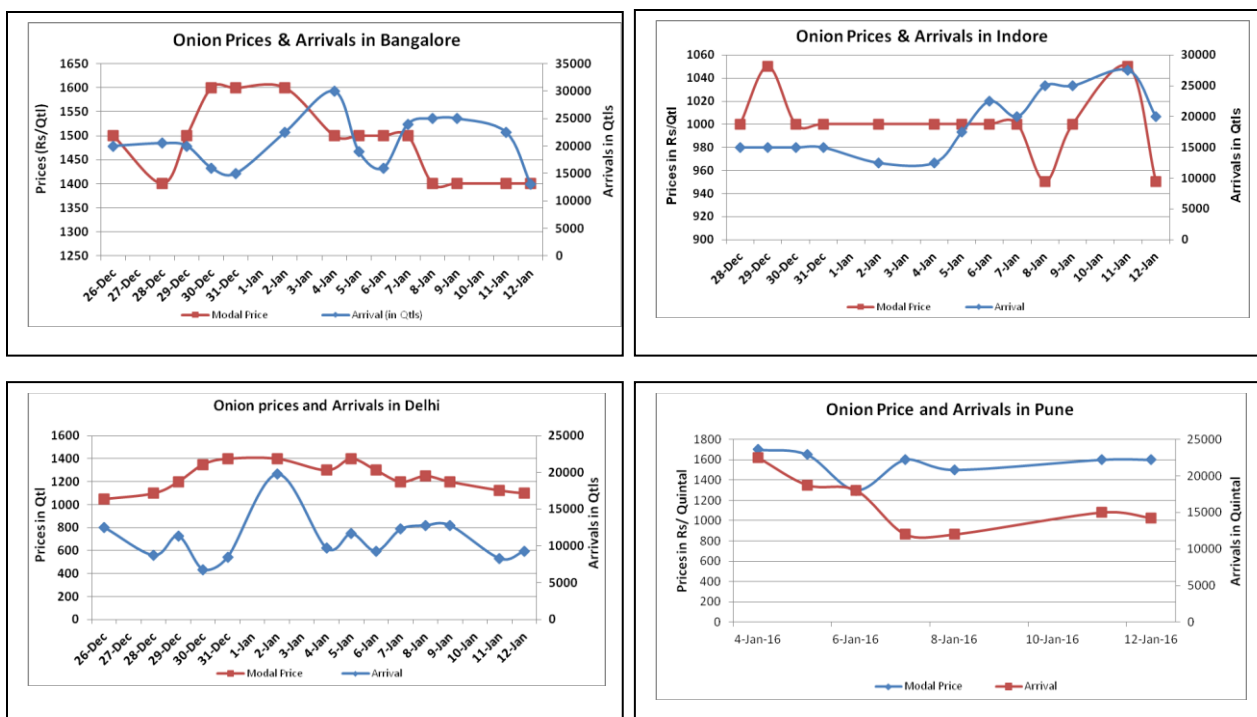 Onion Prices & Arrivals in Bangalore
Prices (Rs/Qtl)
1650
1600
1550
1500
1450
1400
1350
1300
1250
35000
30000
25000
20000
15000
10000
5000
0
Arrivals in Qtls
26-Dec
27-Dec
28-Dec
29-Dec
30-Dec
31-Dec
1-Jan
2-Jan
3-Jan
4-Jan
5-Jan
6-Jan
7-Jan
8-Jan
9-Jan
10-Jan
11-Jan
12-Jan
Modal Price
Arrival (in Qtls)
Onion Prices & Arrivals in Indore
Prices in Rs/Qtl
1060
1040
1020
1000
980
960
940
920
900
30000
25000
20000
15000
10000
5000
0
Arrivals in Qtls
28-Dec
29-Dec
30-Dec
31-Dec
1-Jan
2-Jan
3-Jan
4-Jan
5-Jan
6-Jan
7-Jan
8-Jan
9-Jan
10-Jan
11-Jan
12-Jan
Modal Price
Arrival
Onion prices and Arrivals in Delhi
Prices in Qtl
1600
1400
1200
1000
800
600
400
200
0
25000
20000
15000
10000
5000
0
Arrivals in Qtls
26-Dec
27-Dec
28-Dec
29-Dec
30-Dec
31-Dec
1-Jan
2-Jan
3-Jan
4-Jan
5-Jan
6-Jan
7-Jan
8-Jan
9-Jan
10-Jan
11-Jan
12-Jan
Modal Price
Arrival
Onion Price and Arrivals in Pune
Prices in Rs/ Quintal
1800
1600
1400
1200
1000
800
600
400
200
0
25000
20000
15000
10000
5000
0
Arrivals in Quintal
4-Jan-16
6-Jan-16
8-Jan-16
10-Jan-16
12-Jan-16
Modal Price
Arrival